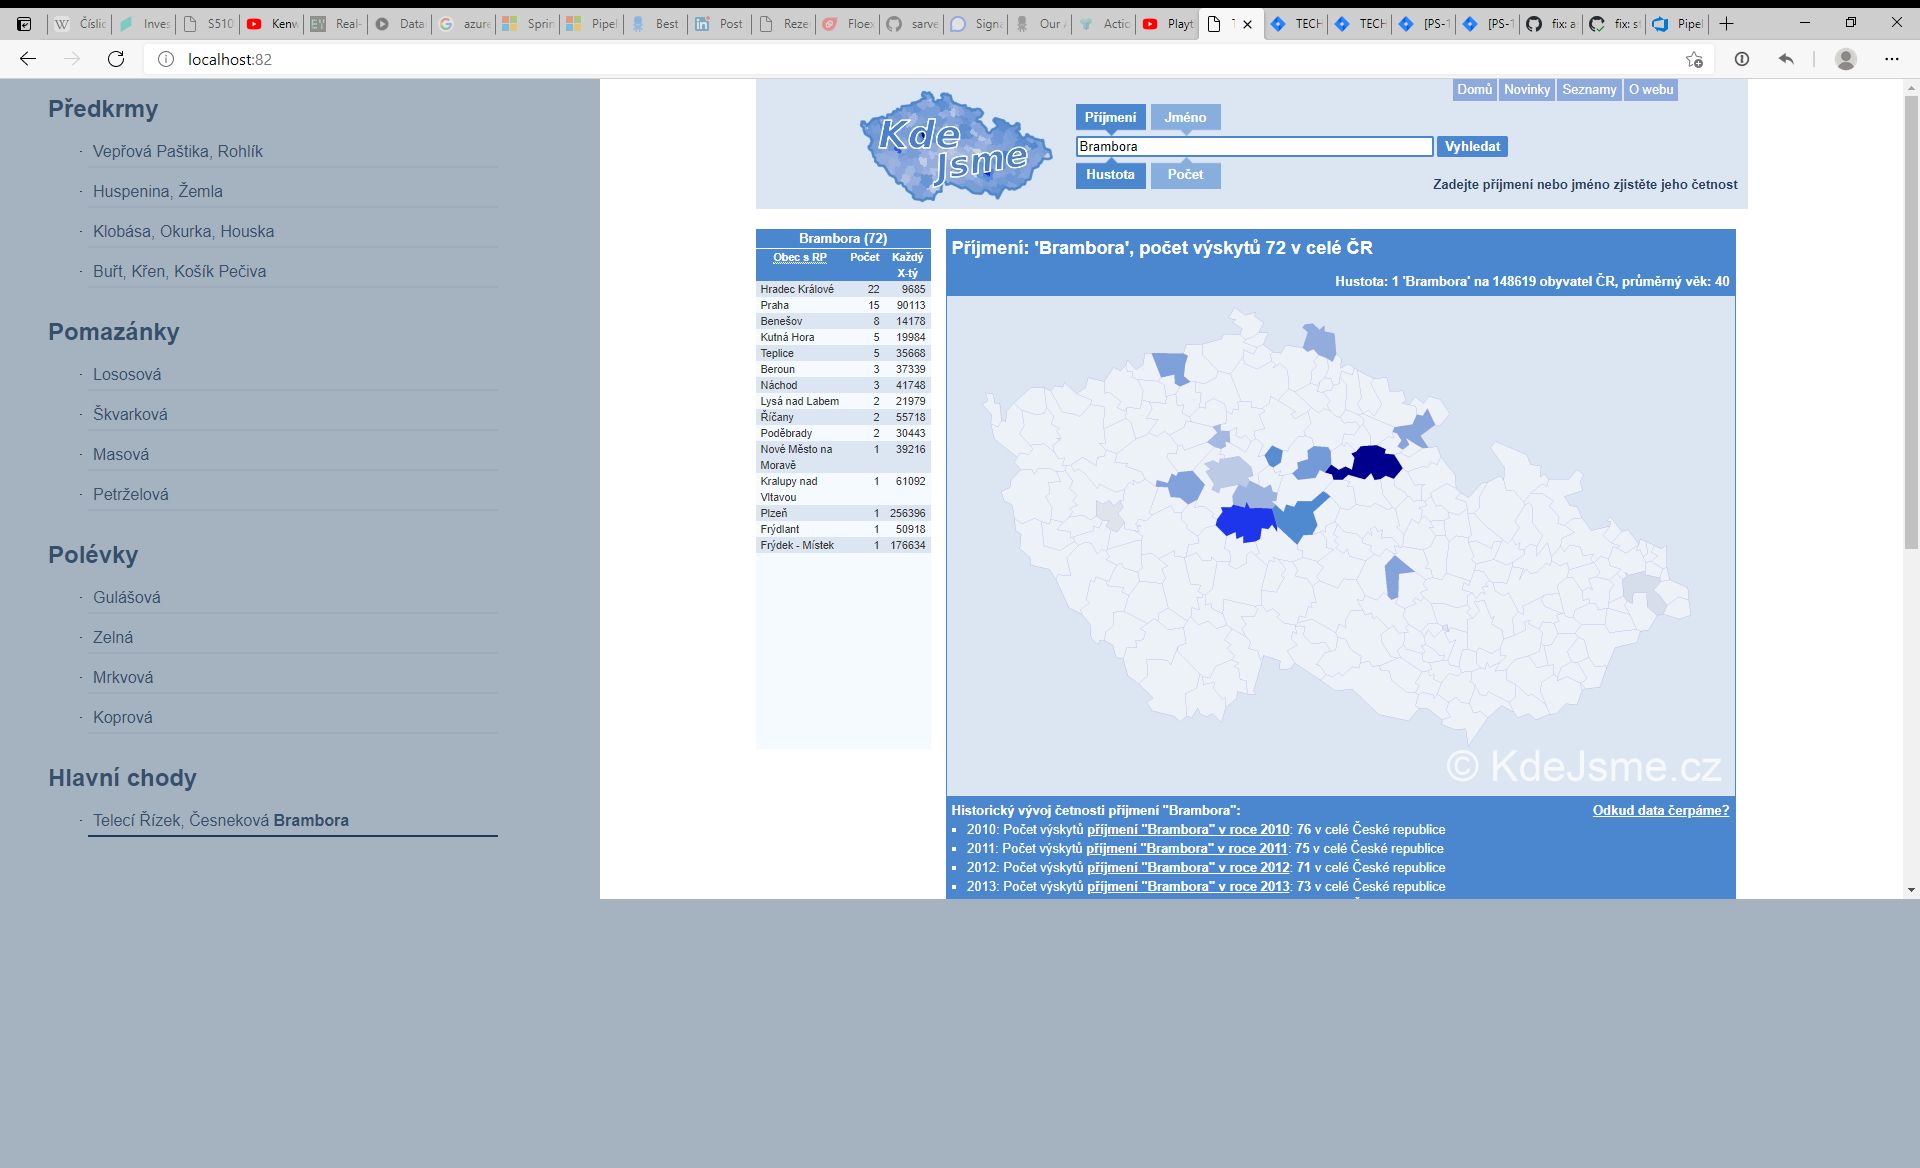 Číslic
Inves
S510
Kenw
Real-
Data
azure
Sprin
Pipel
Best
Post
Reze
Floex
sarve
Signa
Our A
Actio
Playt
TECH
TECH
[PS-1
[PS-1
fix: a
fix: st
Pipel
localhost:82
Předkrmy
· Vepřová Paštika, Rohlík
· Huspenina, Žemla
· Klobása, Okurka, Houska
· Buřt, Křen, Košík Pečiva
Pomazánky
· Lososová
· Škvarková
· Masová
· Petrželová
Polévky
· Gulášová
· Zelná
· Mrkvová
· Koprová
Hlavní chody
· Telecí Řízek, Česneková Brambora
Domů Novinky Seznamy O webu
Kde
Jsme
Příjmení Jméno
Brambora Vyhledat
Hustota Počet
Zadejte příjmení nebo jméno zjistěte jeho četnost
Brambora (72)
Obec s RP Počet Každý
X-tý
Hradec Králové 22 9685
Praha 15 90113
Benešov 8 14178
Kutná Hora 5 19984
Teplice 5 35668
Beroun 3 37339
Náchod 3 41748
Lysá nad Labem 2 21979
Říčany 2 55718
Poděbrady 2 30443
Nové Město na 1 39216
Moravě
Kralupy nad 1 61092
Vltavou
Plzeň 1 256396
Frýdlant 1 50918
Frýdek - Místek 1 176634
Příjmení: 'Brambora', počet výskytů 72 v celé ČR
Hustota: 1 'Brambora' na 148619 obyvatel ČR, průměrný věk: 40
© KdeJsme.cz
Historický vývoj četnosti příjmení "Brambora": Odkud data čerpáme?
▪ 2010: Počet výskytů příjmení "Brambora" v roce 2010: 76 v celé České republice
▪ 2011: Počet výskytů příjmení "Brambora" v roce 2011: 75 v celé České republice
▪ 2012: Počet výskytů příjmení "Brambora" v roce 2012: 71 v celé České republice
▪ 2013: Počet výskytů příjmení "Brambora" v roce 2013: 73 v celé České republice